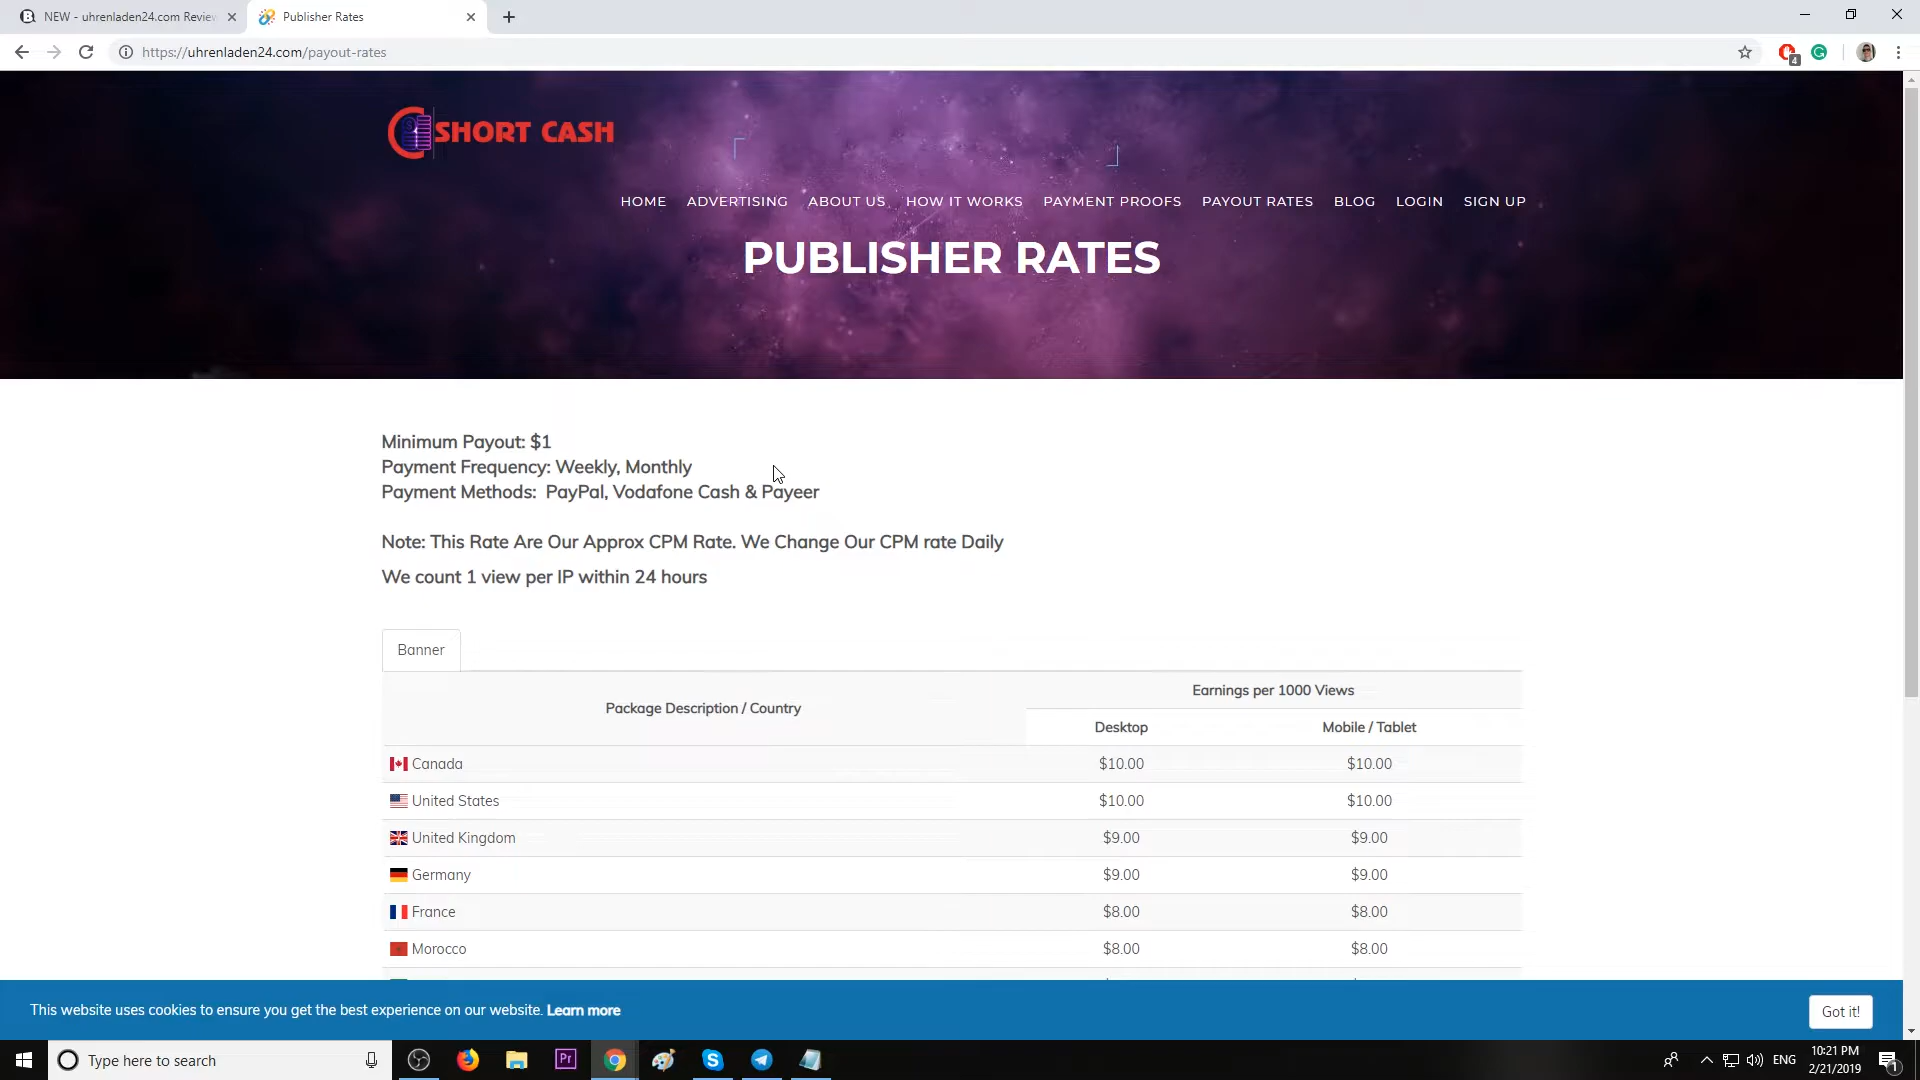 NEW - uhrenladen24.com Review
Publisher Rates
https://uhrenladen24.com/payout-rates
4
SHORT CASH
HOME ADVERTISING ABOUT US HOW IT WORKS PAYMENT PROOFS PAYOUT RATES BLOG LOGIN SIGN UP
PUBLISHER RATES
Minimum Payout: $1
Payment Frequency: Weekly, Monthly
Payment Methods: PayPal, Vodafone Cash & Payeer
Note: This Rate Are Our Approx CPM Rate. We Change Our CPM rate Daily
We count 1 view per IP within 24 hours
Banner
Package Description / Country
Earnings per 1000 Views
Desktop Mobile / Tablet
Canada $10.00 $10.00
United States $10.00 $10.00
United Kingdom $9.00 $9.00
Germany $9.00 $9.00
France $8.00 $8.00
Morocco $8.00 $8.00
This website uses cookies to ensure you get the best experience on our website. Learn more
Got it!
Type here to search
Pr
ENG
10:21 PM
2/21/2019
1